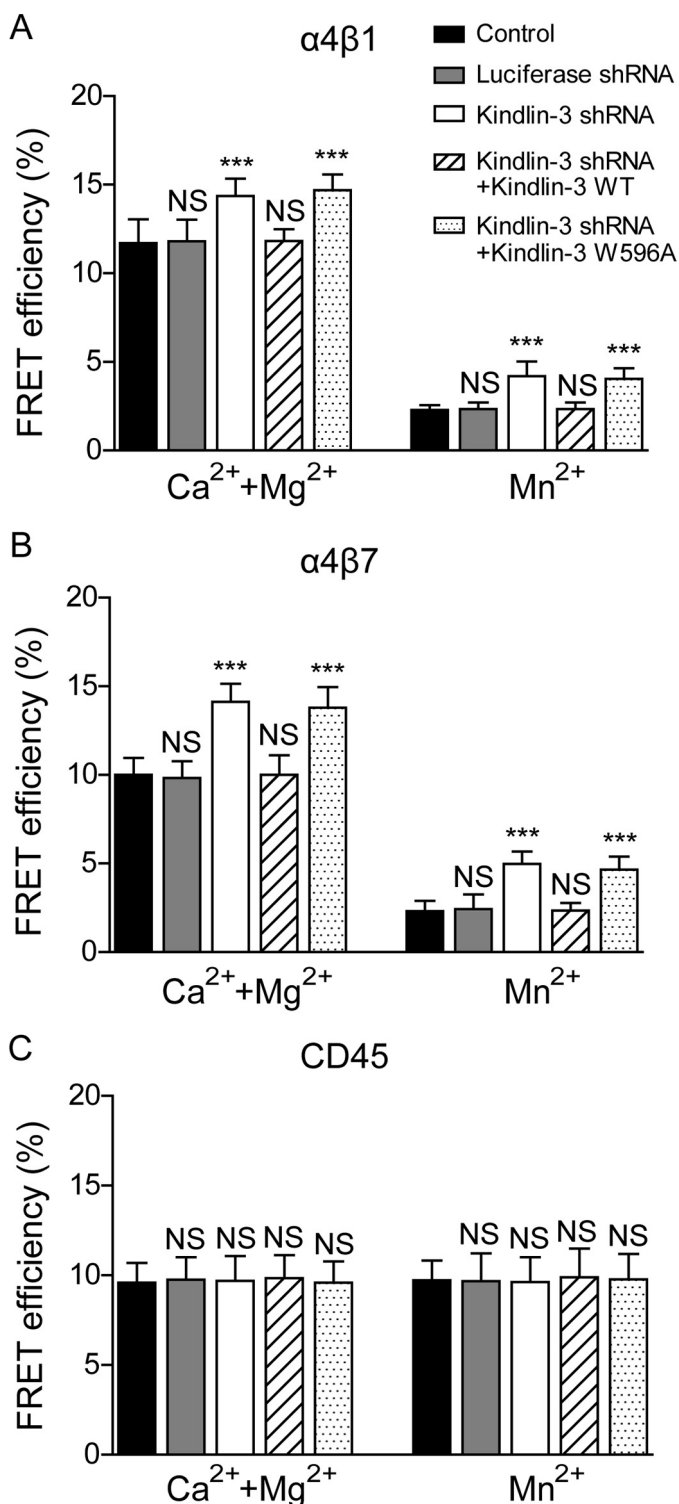 A
α4β1
Control
Luciferase shRNA
Kindlin-3 shRNA
Kindlin-3 shRNA
+Kindlin-3 WT
Kindlin-3 shRNA
+Kindlin-3 W596A
FRET efficiency (%)
20
15
10
5
0
NS
***
NS
***
NS
***
NS
***
Ca²⁺+Mg²⁺
Mn²⁺
B
α4β7
FRET efficiency (%)
20
15
10
5
0
NS
***
NS
***
NS
***
NS
***
Ca²⁺+Mg²⁺
Mn²⁺
C
CD45
FRET efficiency (%)
20
15
10
5
0
NS
NS
NS
NS
NS
NS
NS
NS
Ca²⁺+Mg²⁺
Mn²⁺